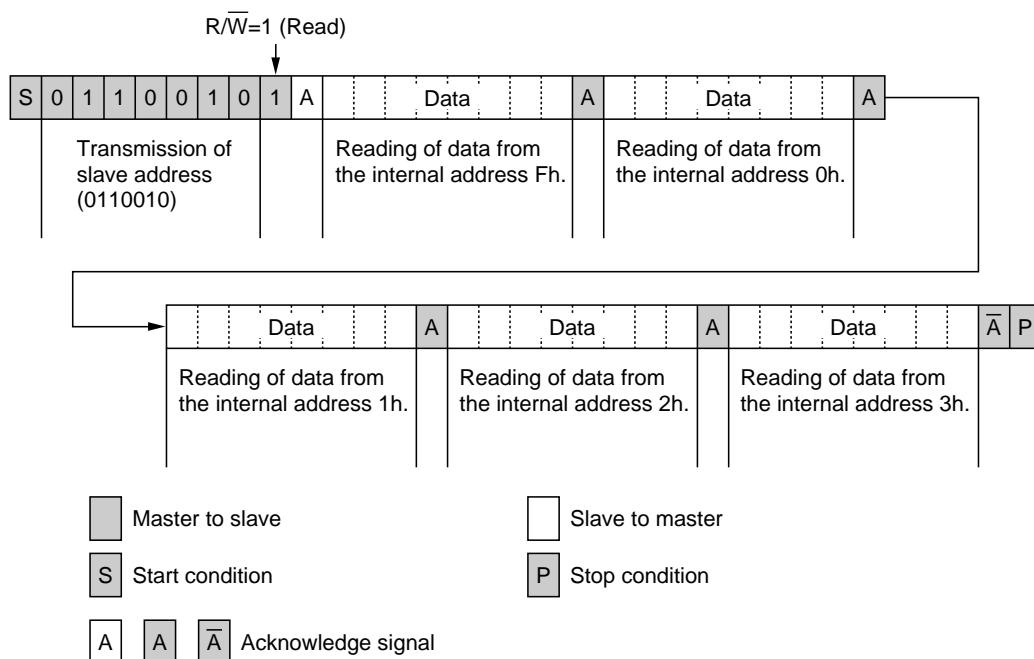 R/W̅=1 (Read)
S 0 1 1 0 0 1 0 1 A Data A Data A
Transmission of
slave address
(0110010)
Reading of data from
the internal address Fh.
Reading of data from
the internal address 0h.
Data A Data A Data A̅ P
Reading of data from
the internal address 1h.
Reading of data from
the internal address 2h.
Reading of data from
the internal address 3h.
Master to slave
Slave to master
S Start condition
P Stop condition
A A A̅ Acknowledge signal